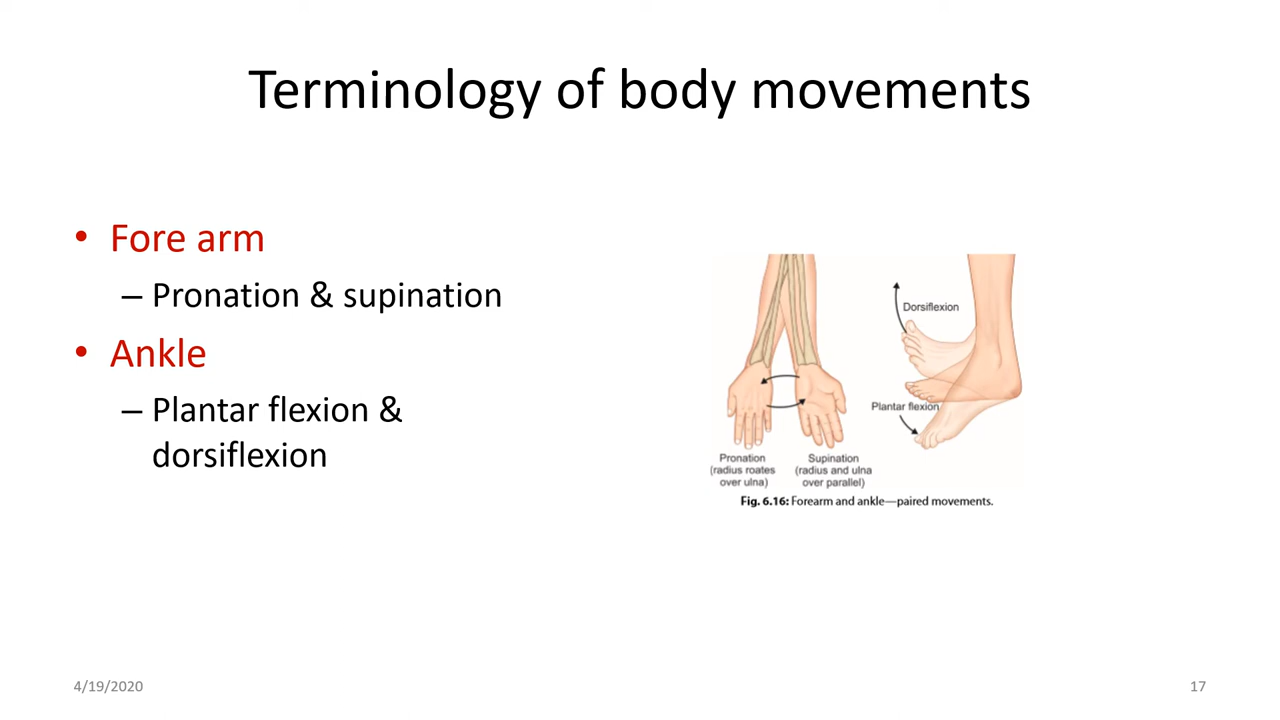 Terminology of body movements
• Fore arm
– Pronation & supination
• Ankle
– Plantar flexion &
dorsiflexion
Dorsiflexion
Plantar flexion
Pronation
(radius roates
over ulna)
Supination
(radius and ulna
over parallel)
Fig. 6.16: Forearm and ankle—paired movements.
4/19/2020
17